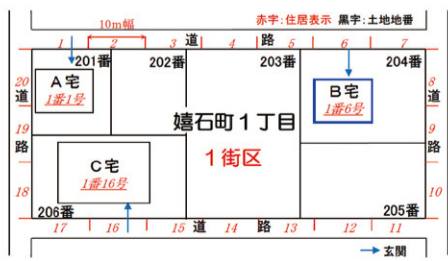 赤字:住居表示 黒字:土地地番
10m幅
1 2 3 道 4 路 5 6 7
201番 202番 203番 204番
20 A宅 B宅 8
道 1番1号 1番6号 道
嬉石町1丁目
19 9
路 1街区 路
C宅
1番16号
18 10
206番 205番
17 16 15 道 14 路 13 12 11
玄関